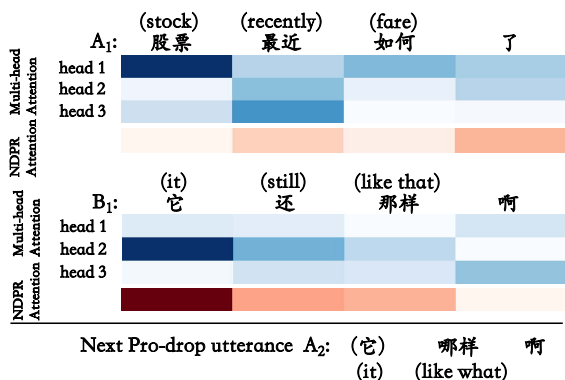 (stock) (recently) (fare)
A1: 股票 最近 如何 了
Multi-head Attention
head 1
head 2
head 3
NDPR Attention
(it) (still) (like that)
B1: 它 还 那样 啊
Multi-head Attention
head 1
head 2
head 3
NDPR Attention
Next Pro-drop utterance A2: (它) 哪样 啊
(it) (like what)